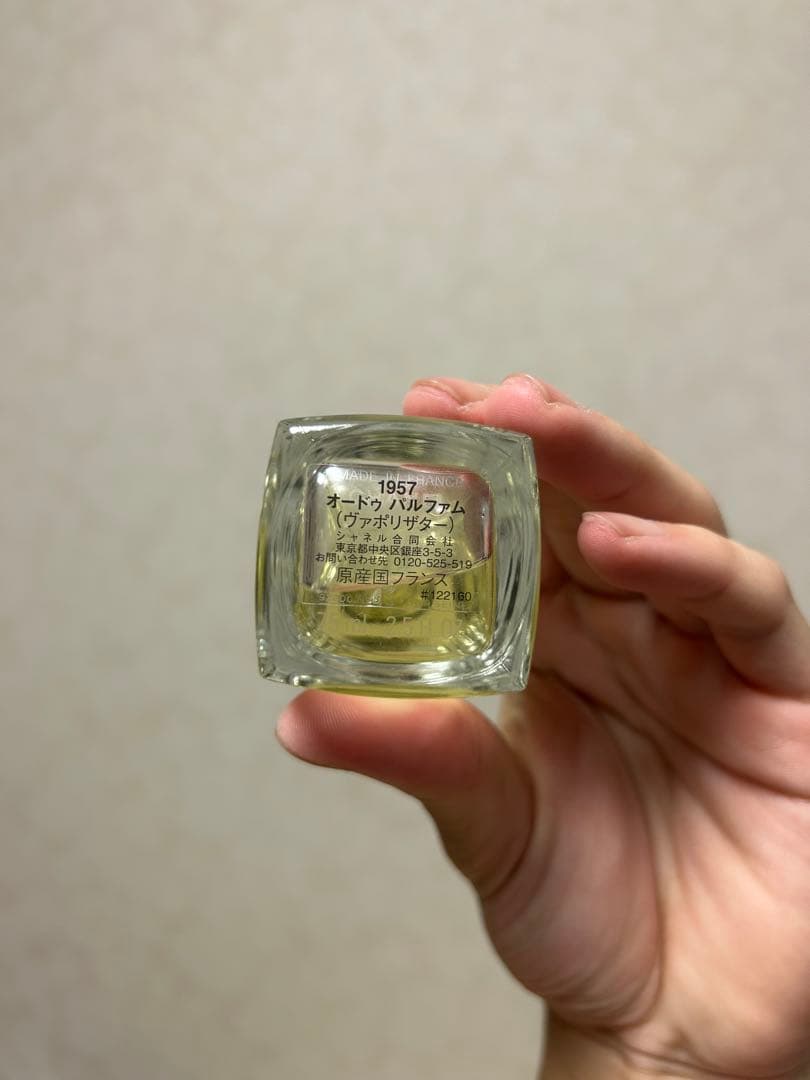 MADE IN FRANCE
1957
オードゥ パルファム
(ヴァポリザター)
シャネル合同会社
東京都中央区銀座3-5-3
お問い合わせ先 0120-525-519
原産国フランス
#122160